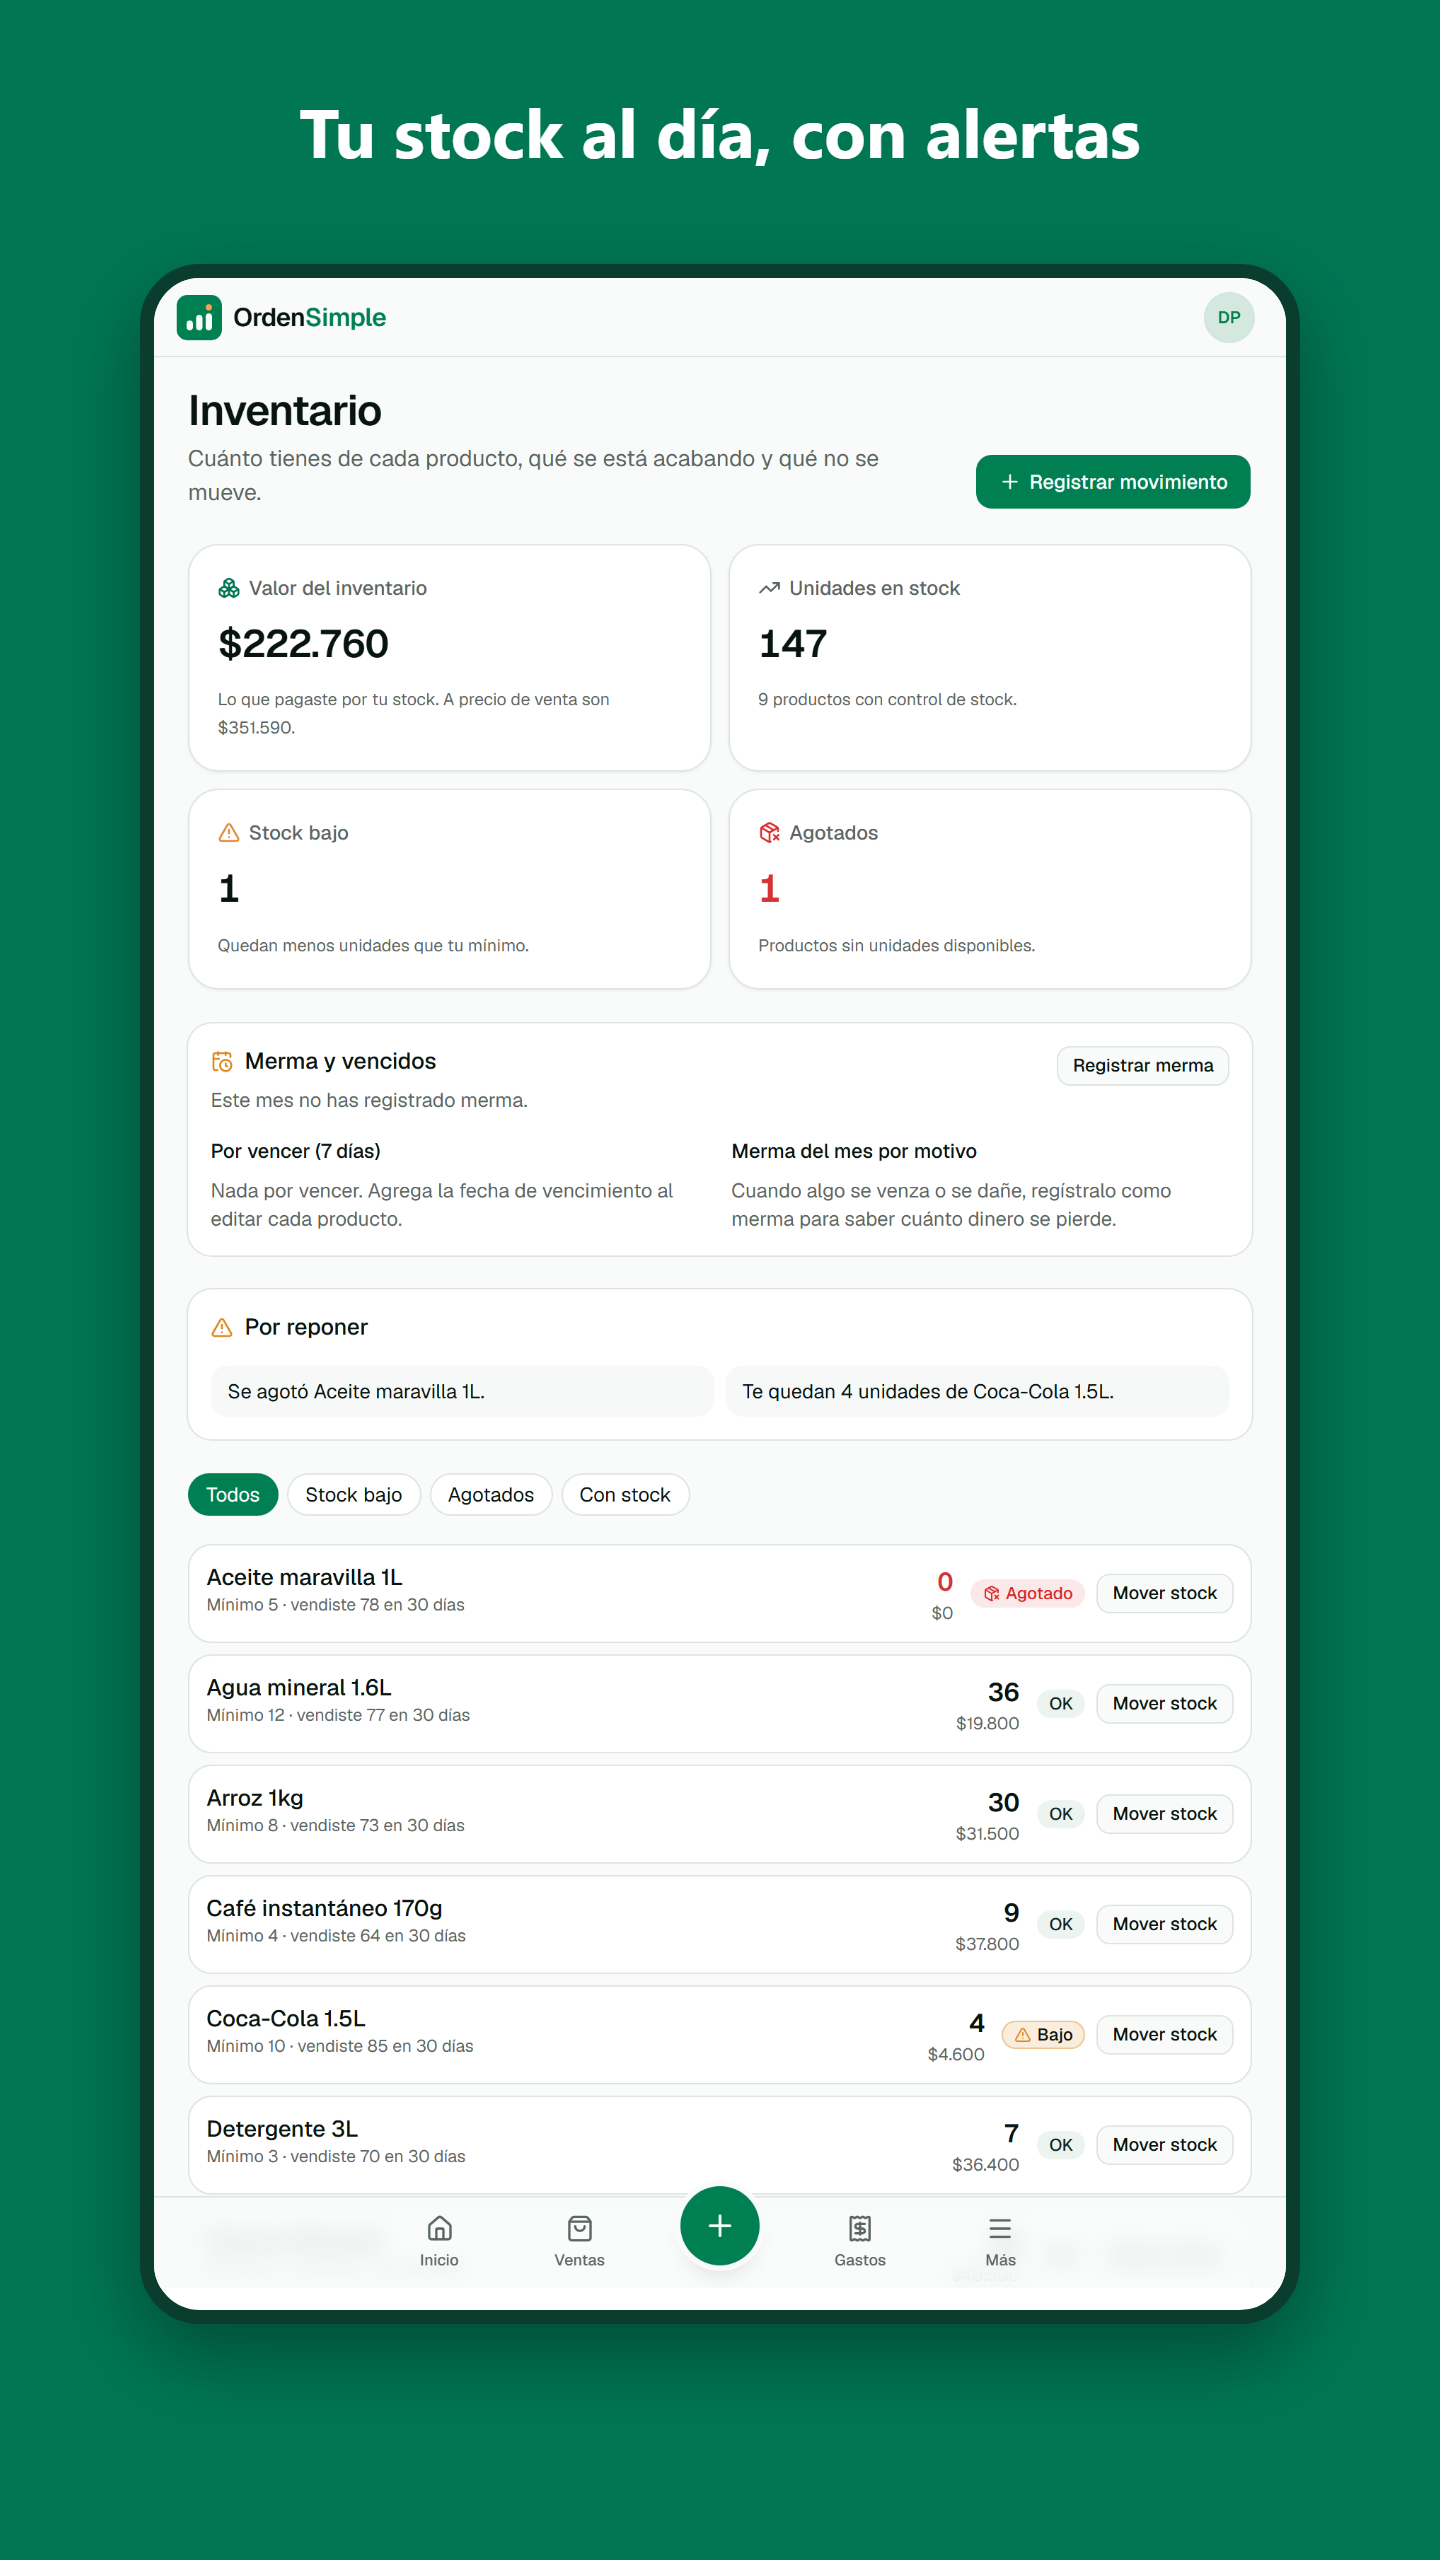 Tu stock al día, con alertas
OrdenSimple
DP
Inventario
Cuánto tienes de cada producto, qué se está acabando y qué no se
mueve.
+ Registrar movimiento
Valor del inventario
$222.760
Lo que pagaste por tu stock. A precio de venta son
$351.590.
Unidades en stock
147
9 productos con control de stock.
Stock bajo
1
Quedan menos unidades que tu mínimo.
Agotados
1
Productos sin unidades disponibles.
Merma y vencidos
Registrar merma
Este mes no has registrado merma.
Por vencer (7 días)
Nada por vencer. Agrega la fecha de vencimiento al
editar cada producto.
Merma del mes por motivo
Cuando algo se venza o se dañe, regístralo como
merma para saber cuánto dinero se pierde.
Por reponer
Se agotó Aceite maravilla 1L.
Te quedan 4 unidades de Coca-Cola 1.5L.
Todos
Stock bajo
Agotados
Con stock
Aceite maravilla 1L
Mínimo 5 · vendiste 78 en 30 días
0
$0
Agotado
Mover stock
Agua mineral 1.6L
Mínimo 12 · vendiste 77 en 30 días
36
$19.800
OK
Mover stock
Arroz 1kg
Mínimo 8 · vendiste 73 en 30 días
30
$31.500
OK
Mover stock
Café instantáneo 170g
Mínimo 4 · vendiste 64 en 30 días
9
$37.800
OK
Mover stock
Coca-Cola 1.5L
Mínimo 10 · vendiste 85 en 30 días
4
$4.600
Bajo
Mover stock
Detergente 3L
Mínimo 3 · vendiste 70 en 30 días
7
$36.400
OK
Mover stock
Inicio
Ventas
+
Gastos
Más